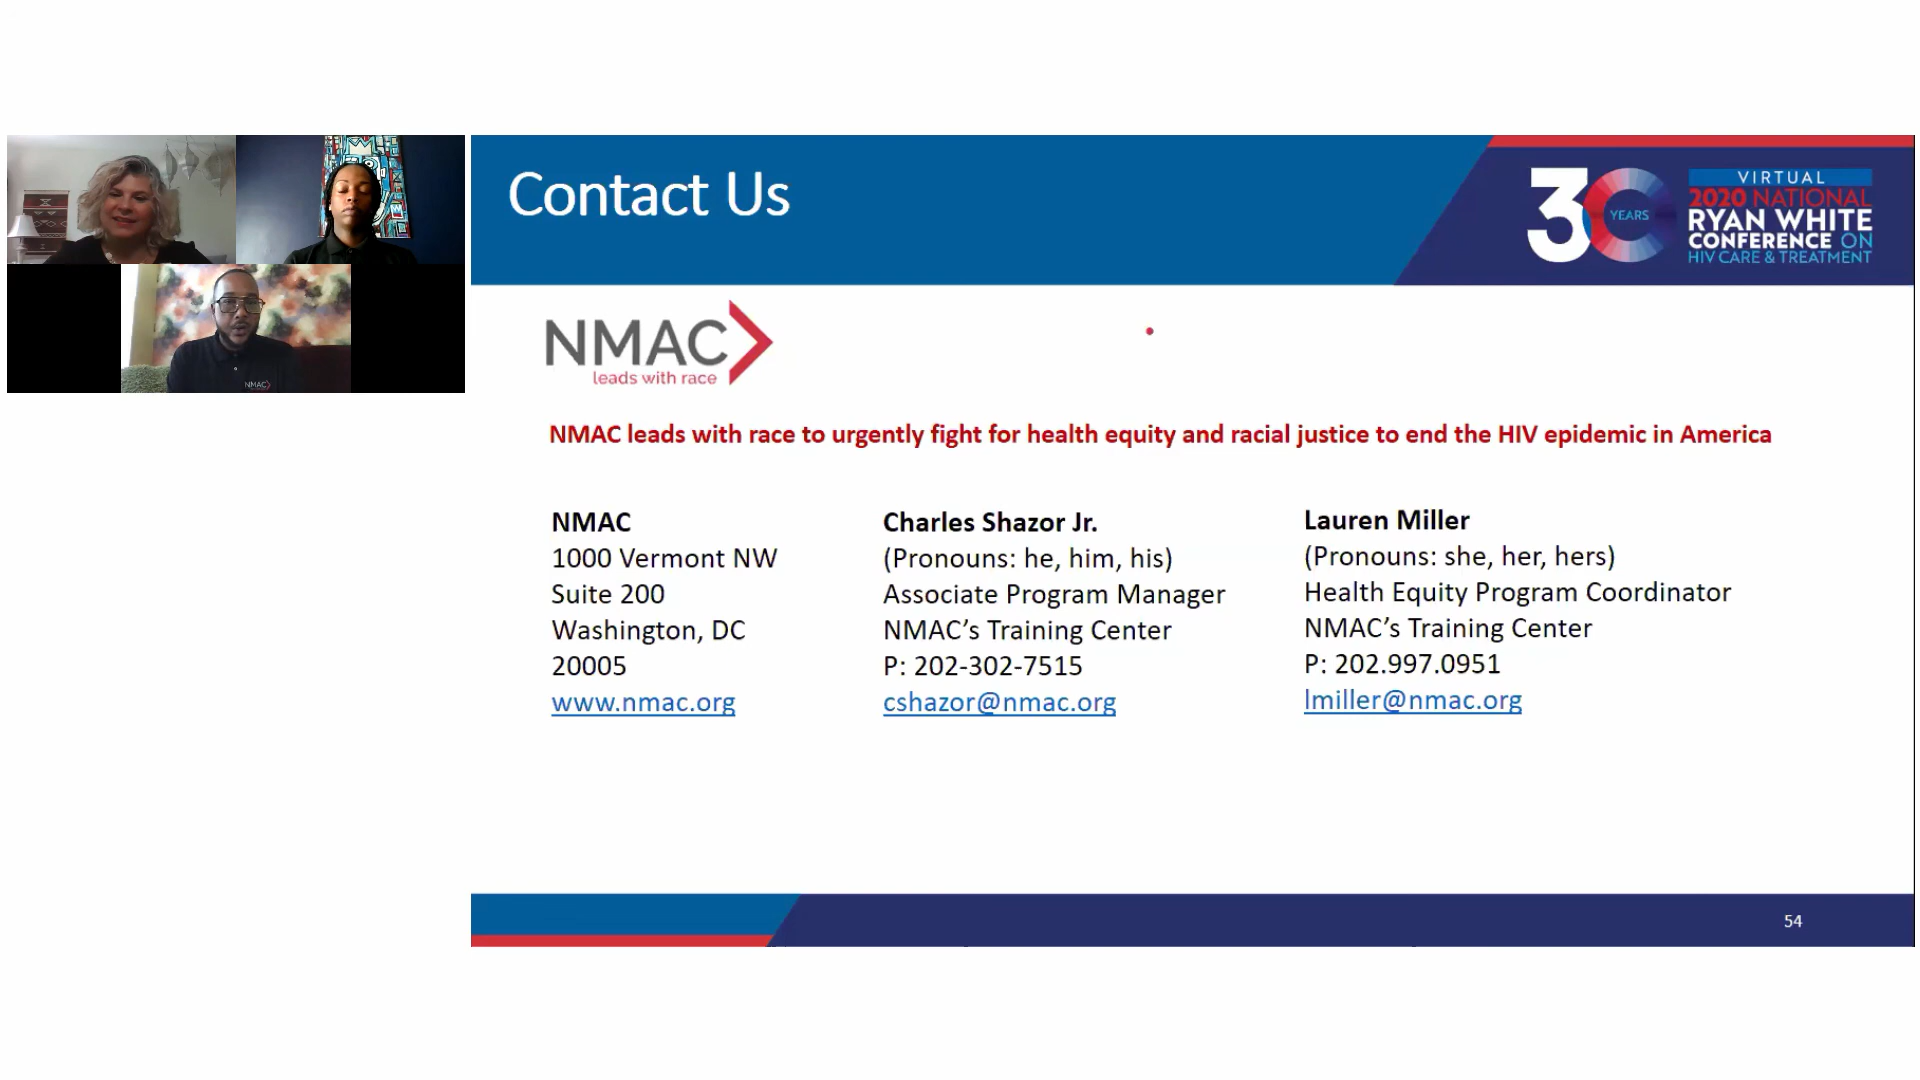 Contact Us
30 YEARS
VIRTUAL
2020 NATIONAL
RYAN WHITE
CONFERENCE ON
HIV CARE & TREATMENT
NMAC
leads with race
NMAC
NMAC leads with race to urgently fight for health equity and racial justice to end the HIV epidemic in America
NMAC
1000 Vermont NW
Suite 200
Washington, DC
20005
www.nmac.org
Charles Shazor Jr.
(Pronouns: he, him, his)
Associate Program Manager
NMAC’s Training Center
P: 202-302-7515
cshazor@nmac.org
Lauren Miller
(Pronouns: she, her, hers)
Health Equity Program Coordinator
NMAC’s Training Center
P: 202.997.0951
lmiller@nmac.org
54